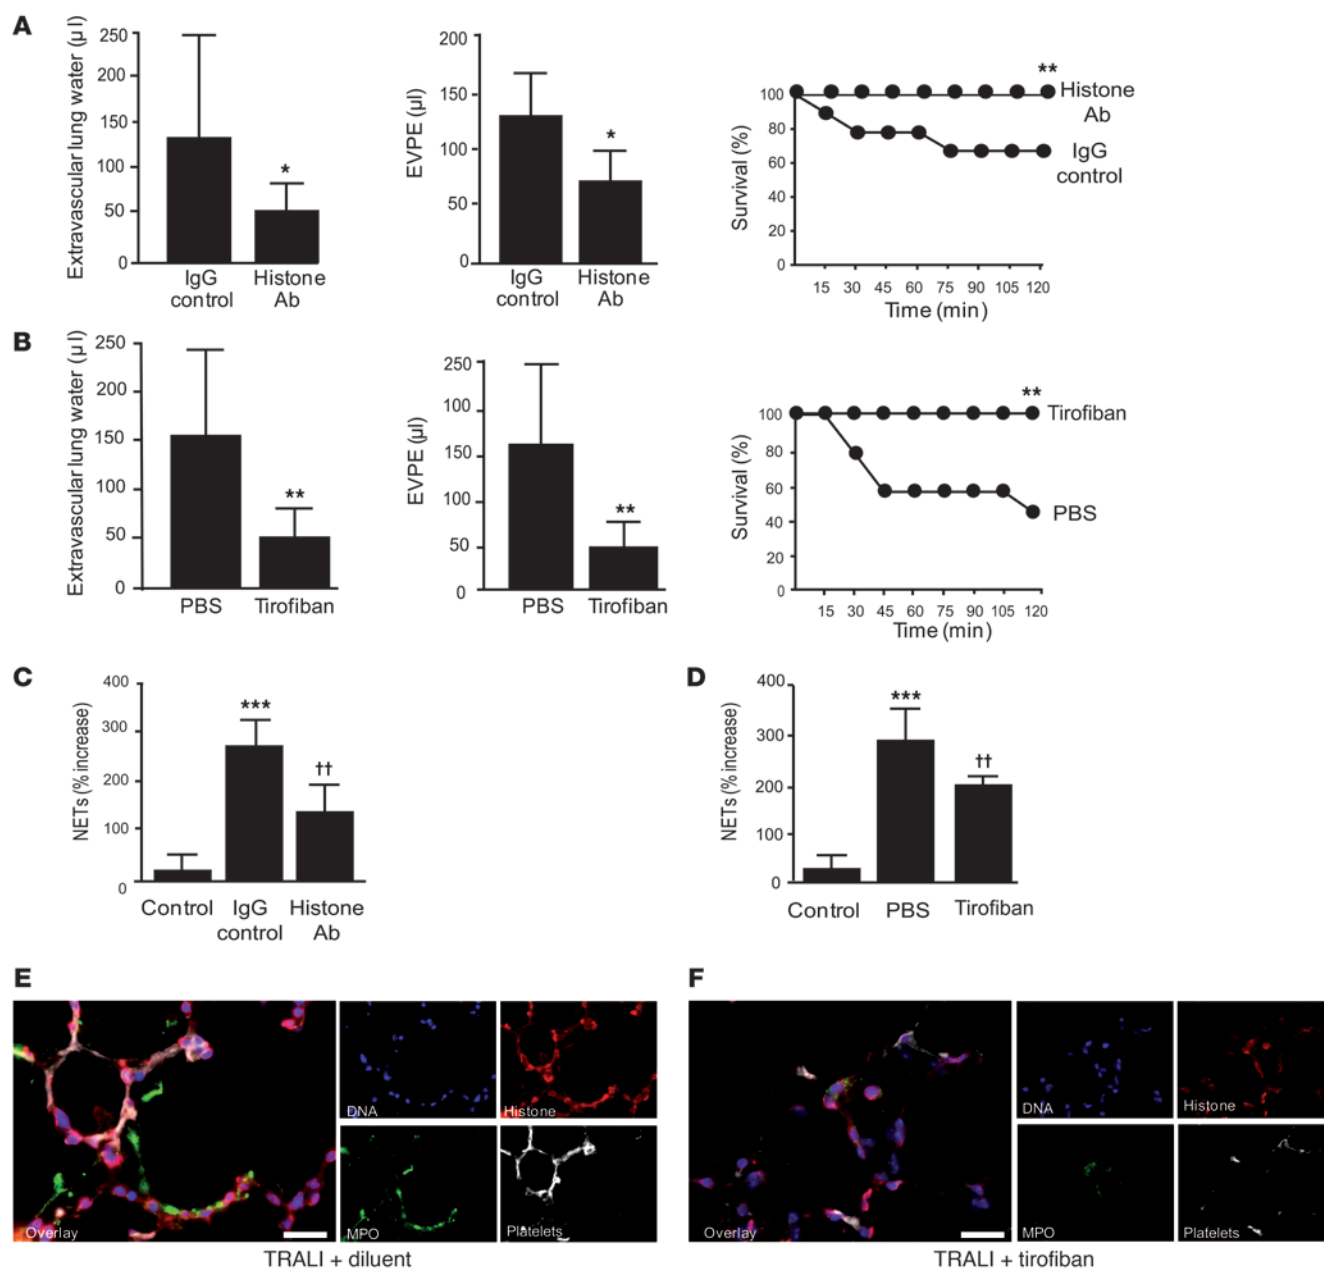 A
Extravascular lung water (µl)
250
200
150
100
50
0
IgG
control
Histone
Ab
*
EVPE (µl)
200
150
100
50
0
IgG
control
Histone
Ab
*
Survival (%)
100
80
60
40
20
0
15 30 45 60 75 90 105 120
Time (min)
**
Histone
Ab
IgG
control
B
Extravascular lung water (µl)
250
200
150
100
50
0
PBS
Tirofiban
**
EVPE (µl)
250
100
150
100
50
0
PBS
Tirofiban
**
Survival (%)
100
80
60
40
20
0
15 30 45 60 75 90 105 120
Time (min)
**
Tirofiban
PBS
C
NETs (% increase)
400
300
200
100
0
***
††
Control
IgG
control
Histone
Ab
D
NETs (% increase)
400
300
200
100
0
***
††
Control
PBS
Tirofiban
E
Overlay
DNA
Histone
MPO
Platelets
TRALI + diluent
F
Overlay
DNA
Histone
MPO
Platelets
TRALI + tirofiban